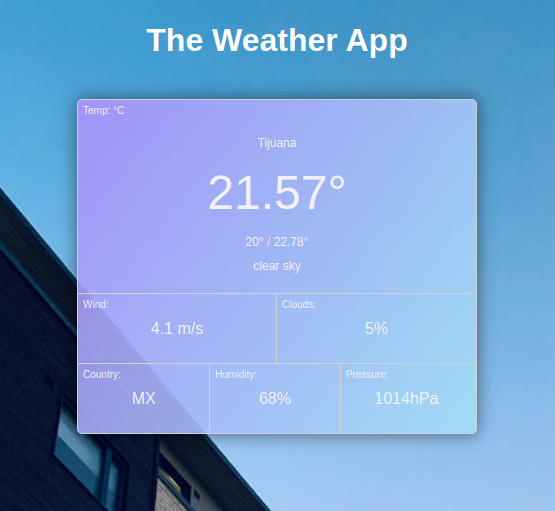 The Weather App
Temp: °C
Tijuana
21.57°
20° / 22.78°
clear sky
Wind:
4.1 m/s
Clouds:
5%
Country:
MX
Humidity:
68%
Pressure:
1014hPa